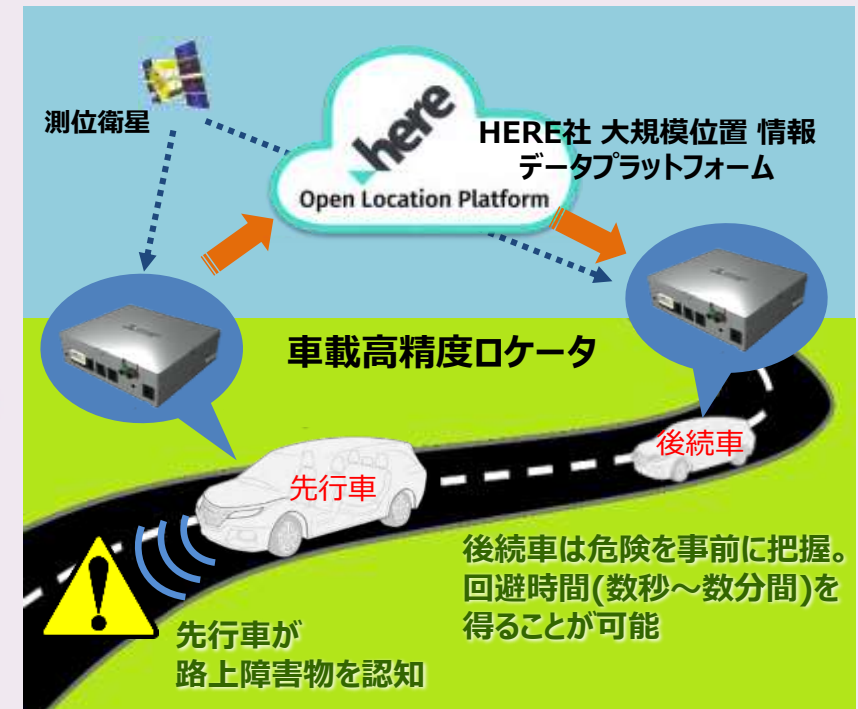 測位衛星
here
Open Location Platform
HERE社 大規模位置 情報
データプラットフォーム
車載高精度ロケータ
先行車
後続車
後続車は危険を事前に把握。
回避時間(数秒～数分間)を
得ることが可能
先行車が
路上障害物を認知